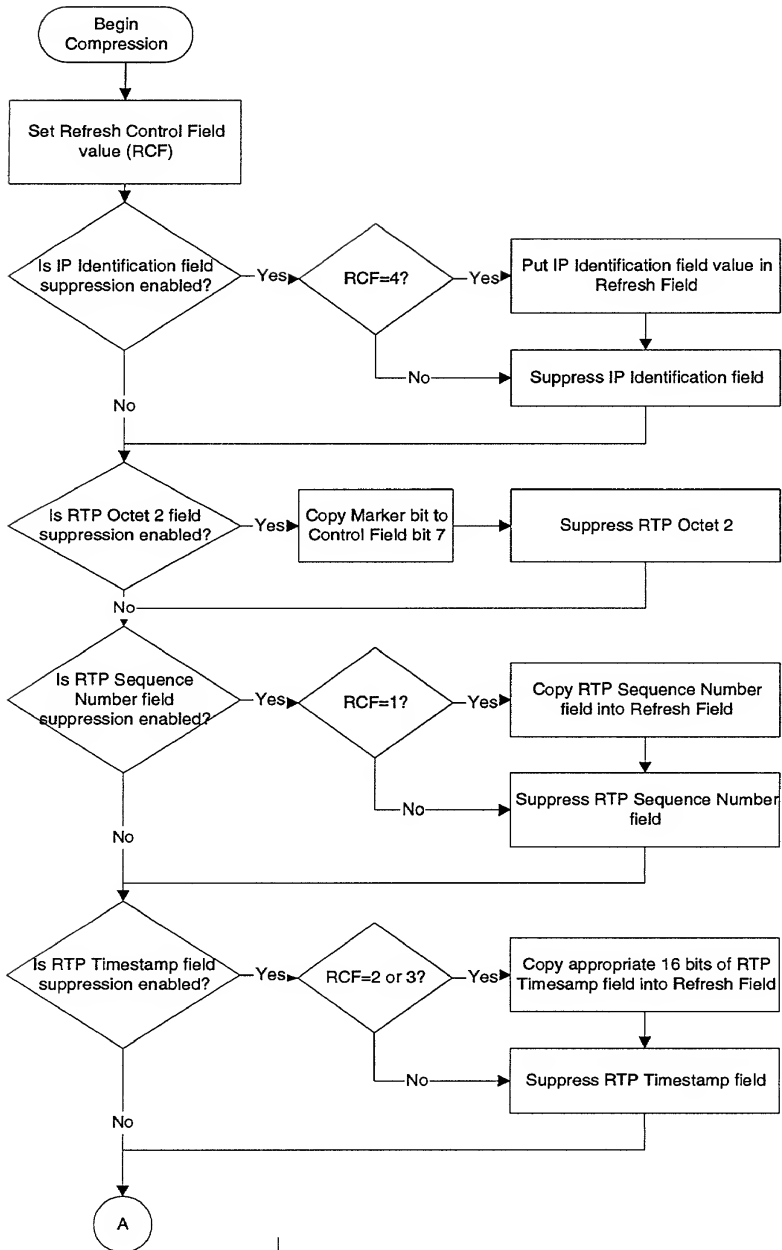 Begin
Compression
Set Refresh Control Field
value (RCF)
Is IP Identification field
suppression enabled?
Yes
RCF=4?
Yes
Put IP Identification field value in
Refresh Field
No
Suppress IP Identification field
No
Is RTP Octet 2 field
suppression enabled?
Yes
Copy Marker bit to
Control Field bit 7
Suppress RTP Octet 2
No
Is RTP Sequence
Number field
suppression enabled?
Yes
RCF=1?
Yes
Copy RTP Sequence Number
field into Refresh Field
No
Suppress RTP Sequence Number
field
No
Is RTP Timestamp field
suppression enabled?
Yes
RCF=2 or 3?
Yes
Copy appropriate 16 bits of RTP
Timesamp field into Refresh Field
No
Suppress RTP Timestamp field
No
A